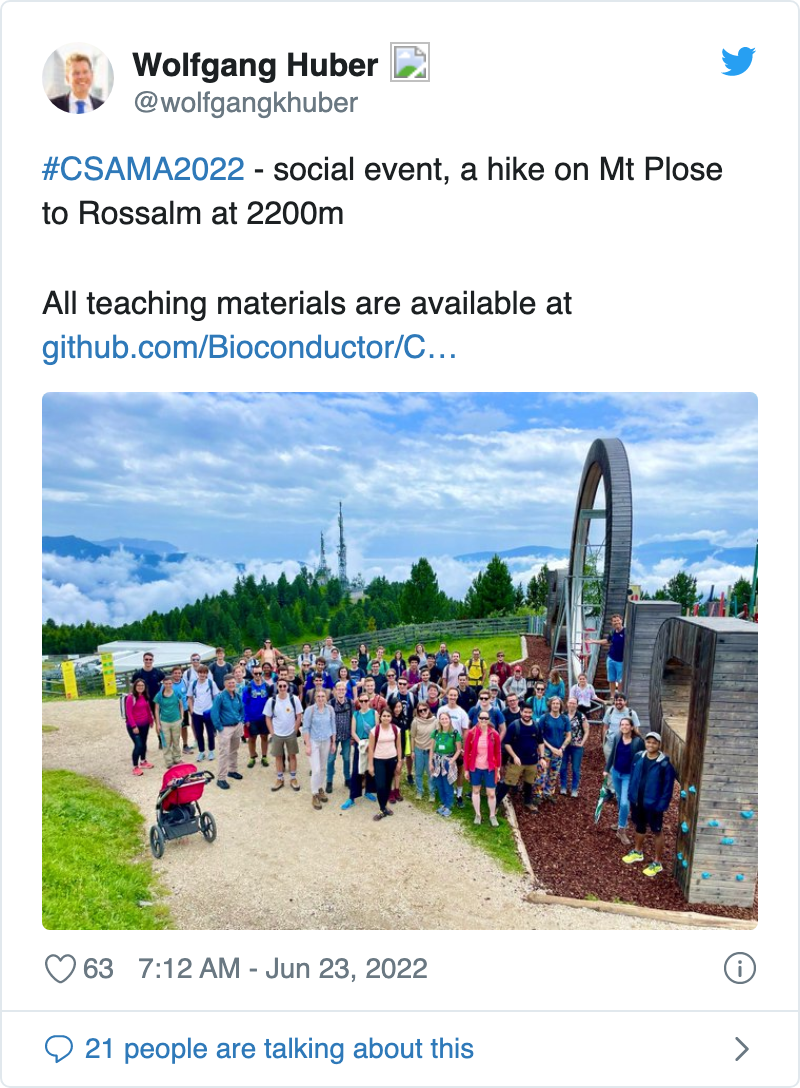 Wolfgang Huber
@wolfgangkhuber
#CSAMA2022 - social event, a hike on Mt Plose
to Rossalm at 2200m
All teaching materials are available at
github.com/Bioconductor/C…
63 7:12 AM - Jun 23, 2022
21 people are talking about this